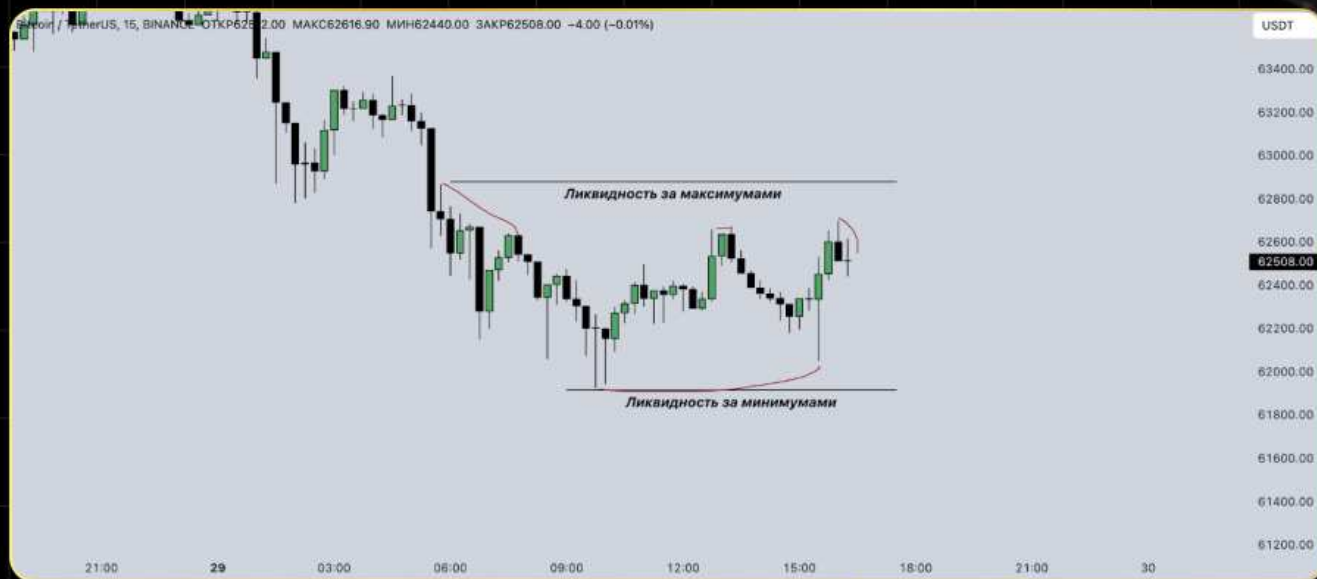 Bitcoin / TetherUS, 15, BINANCE ОТКР62512.00 МАКС62616.90 МИН62440.00 ЗАКР62508.00 −4.00 (−0.01%)
USDT
63400.00
63200.00
63000.00
62800.00
62600.00
62508.00
62400.00
62200.00
62000.00
61800.00
61600.00
61400.00
61200.00
Ликвидность за максимумами
Ликвидность за минимумами
21:00 29 03:00 06:00 09:00 12:00 15:00 18:00 21:00 30